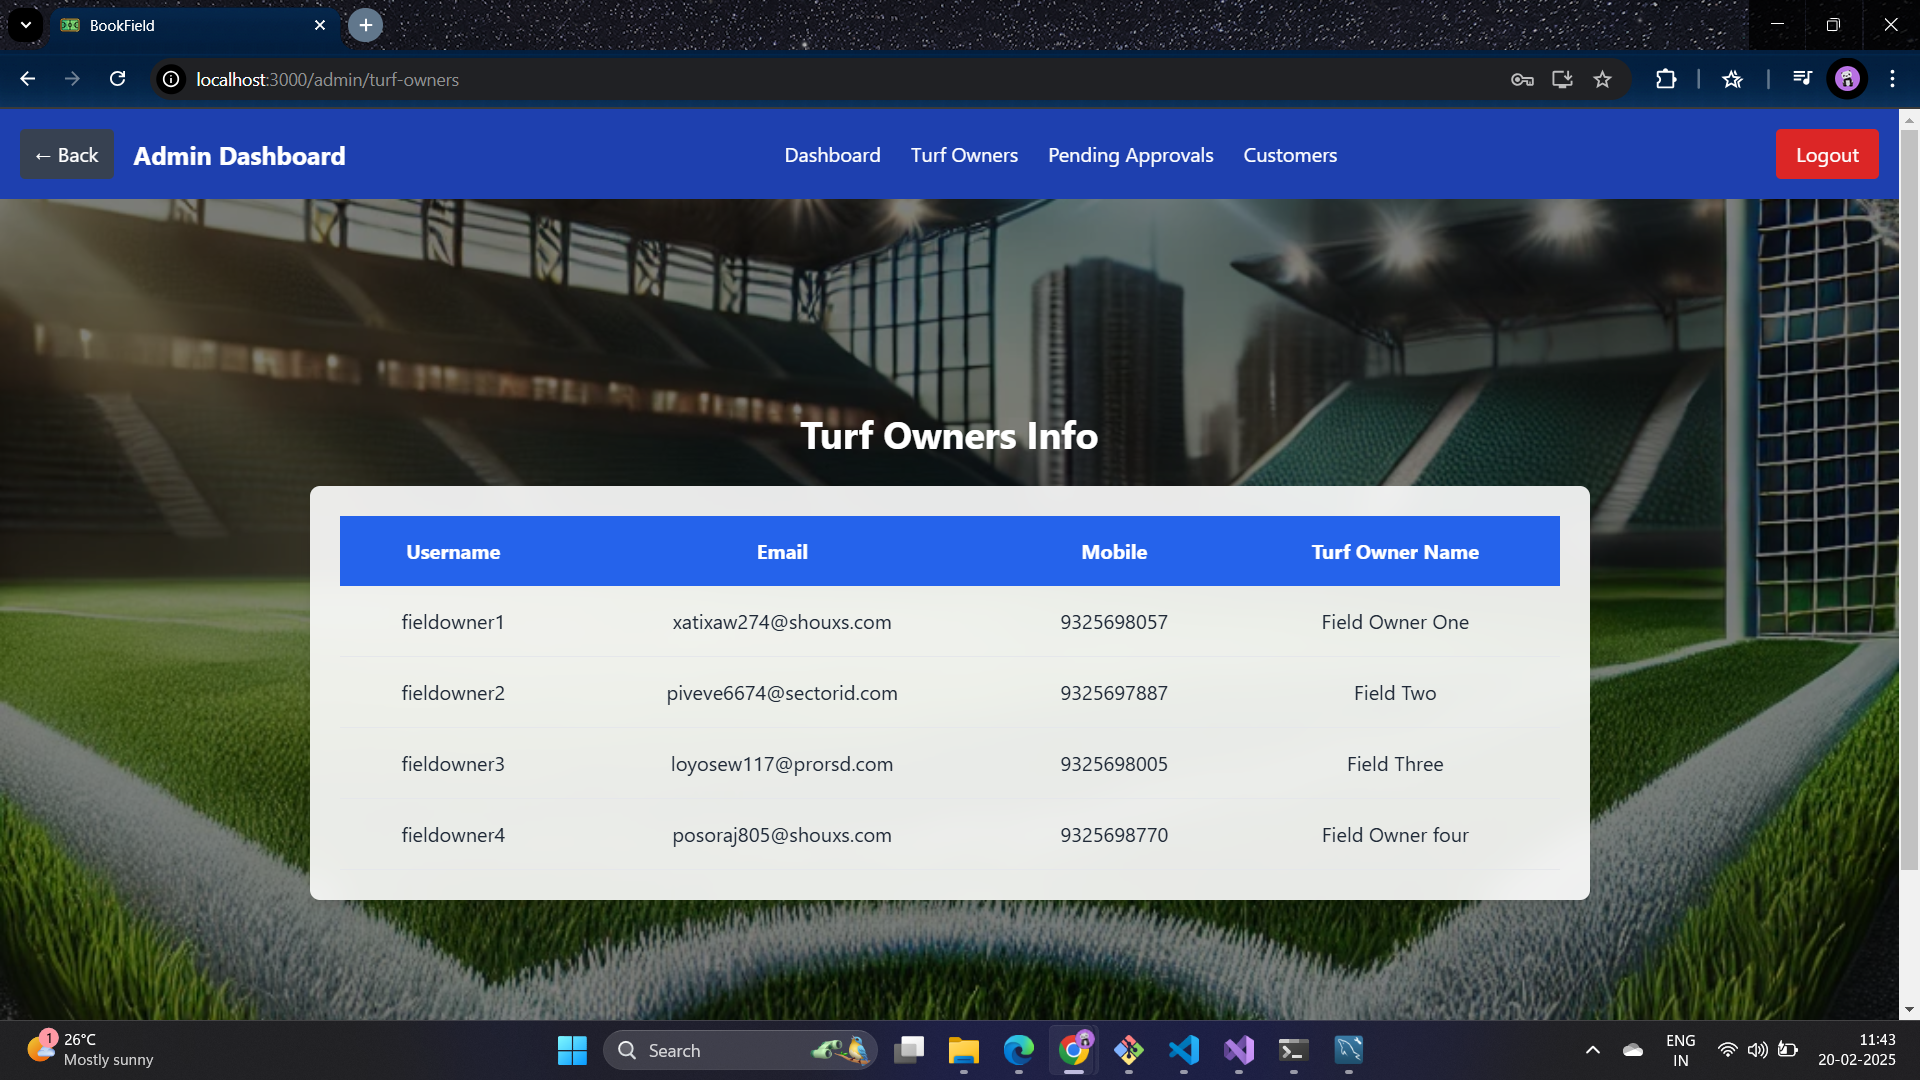 BookField
localhost:3000/admin/turf-owners
← Back
Admin Dashboard
Dashboard
Turf Owners
Pending Approvals
Customers
Logout
Turf Owners Info
Username Email Mobile Turf Owner Name
fieldowner1 xatixaw274@shouxs.com 9325698057 Field Owner One
fieldowner2 piveve6674@sectorid.com 9325697887 Field Two
fieldowner3 loyosew117@prorsd.com 9325698005 Field Three
fieldowner4 posoraj805@shouxs.com 9325698770 Field Owner four
1
26°C
Mostly sunny
Search
ENG
IN
11:43
20-02-2025